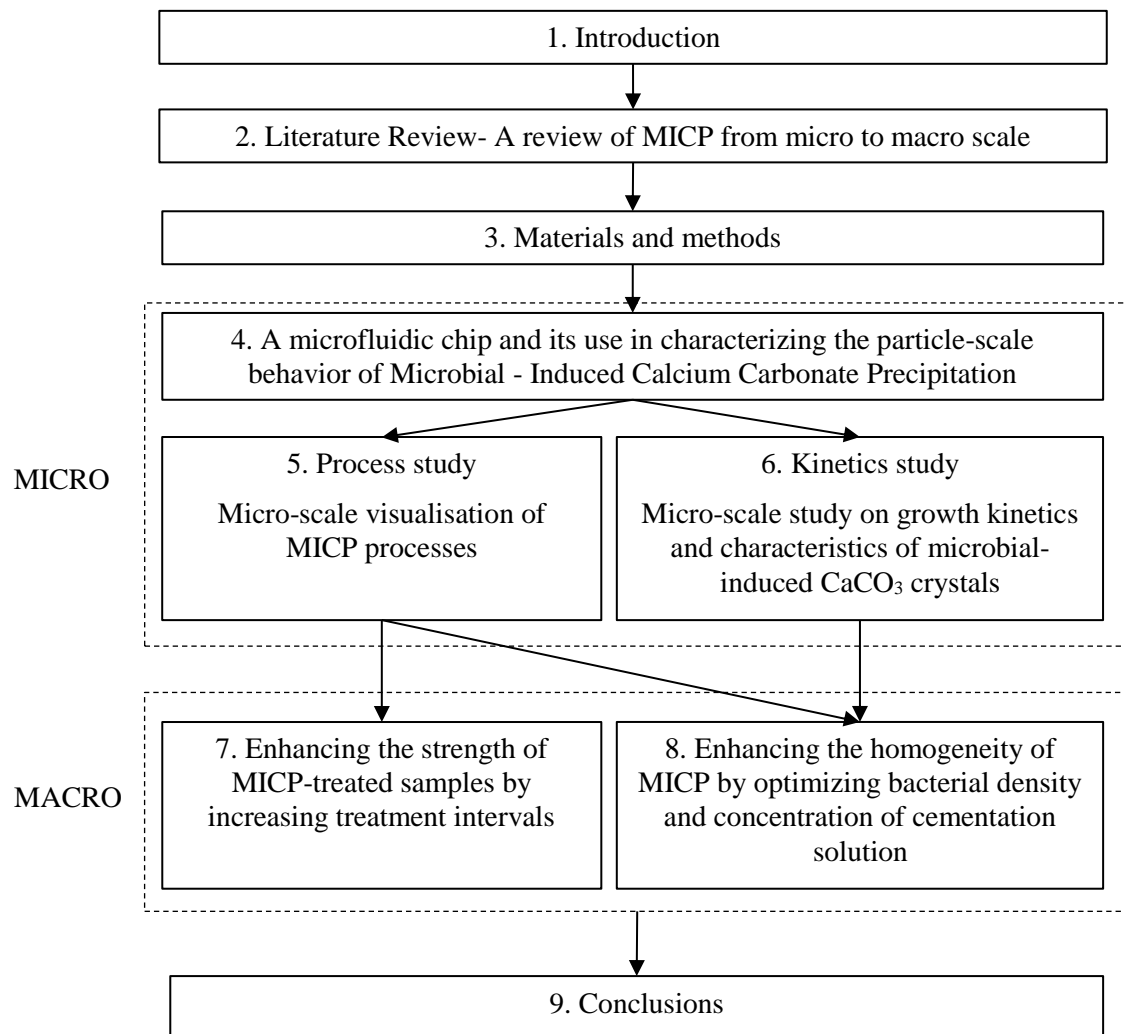 1. Introduction
2. Literature Review- A review of MICP from micro to macro scale
3. Materials and methods
4. A microfluidic chip and its use in characterizing the particle-scale
behavior of Microbial - Induced Calcium Carbonate Precipitation
MICRO
5. Process study
Micro-scale visualisation of
MICP processes
6. Kinetics study
Micro-scale study on growth kinetics
and characteristics of microbial-
induced CaCO₃ crystals
MACRO
7. Enhancing the strength of
MICP-treated samples by
increasing treatment intervals
8. Enhancing the homogeneity of
MICP by optimizing bacterial density
and concentration of cementation
solution
9. Conclusions